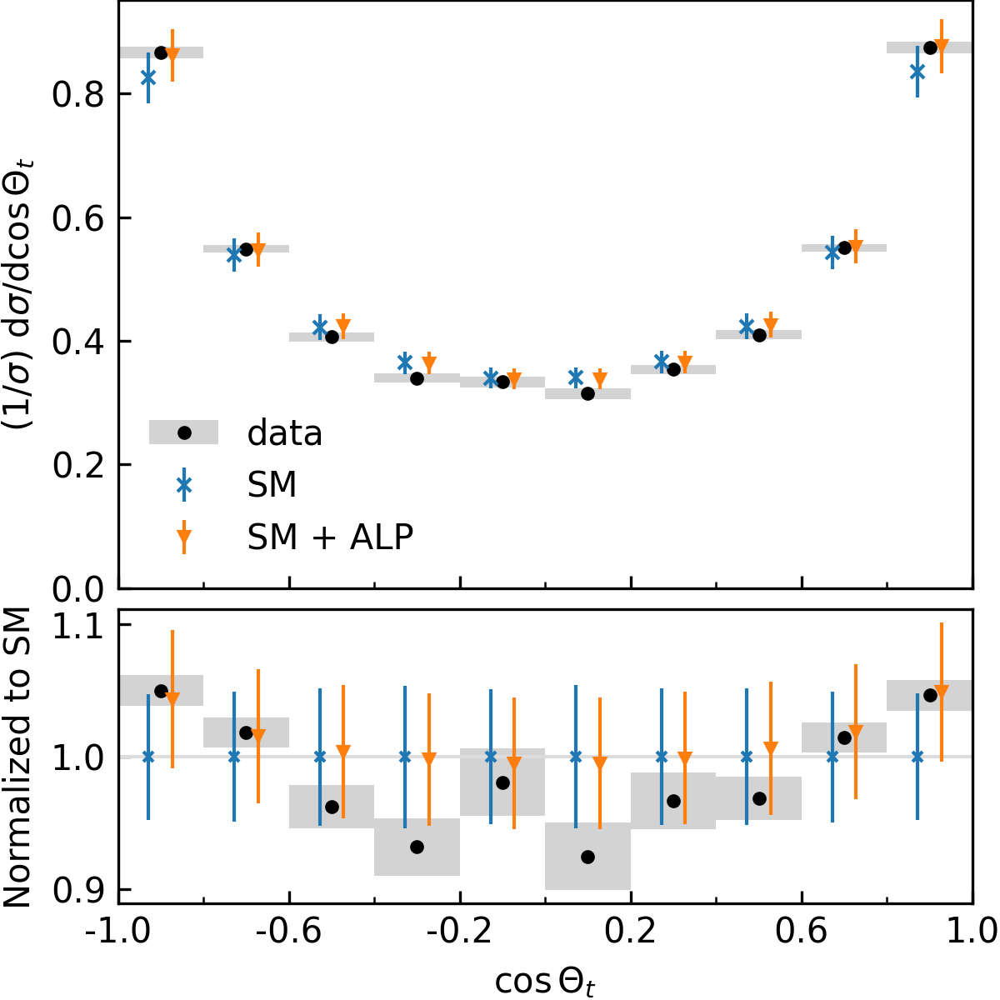 (1/σ) dσ/dcos Θt
0.8
0.6
0.4
0.2
0.0
data
SM
SM + ALP
Normalized to SM
1.1
1.0
0.9
-1.0 -0.6 -0.2 0.2 0.6 1.0
cos Θt